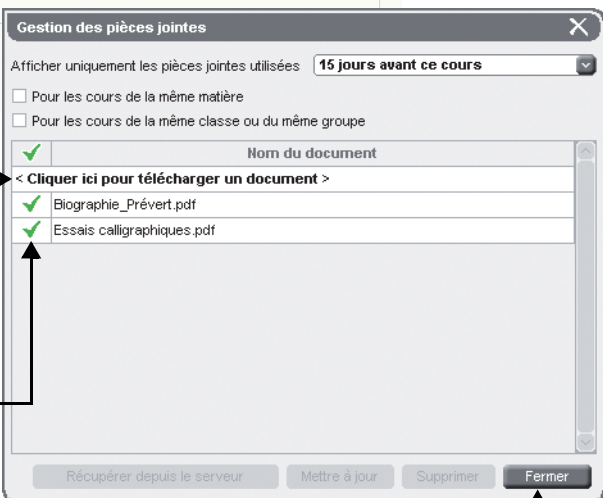 Gestion des pièces jointes
Afficher uniquement les pièces jointes utilisées 15 jours avant ce cours
Pour les cours de la même matière
Pour les cours de la même classe ou du même groupe
Nom du document
< Cliquer ici pour télécharger un document >
Biographie_Prévert.pdf
Essais calligraphiques.pdf
Récupérer depuis le serveur Mettre à jour Supprimer Fermer